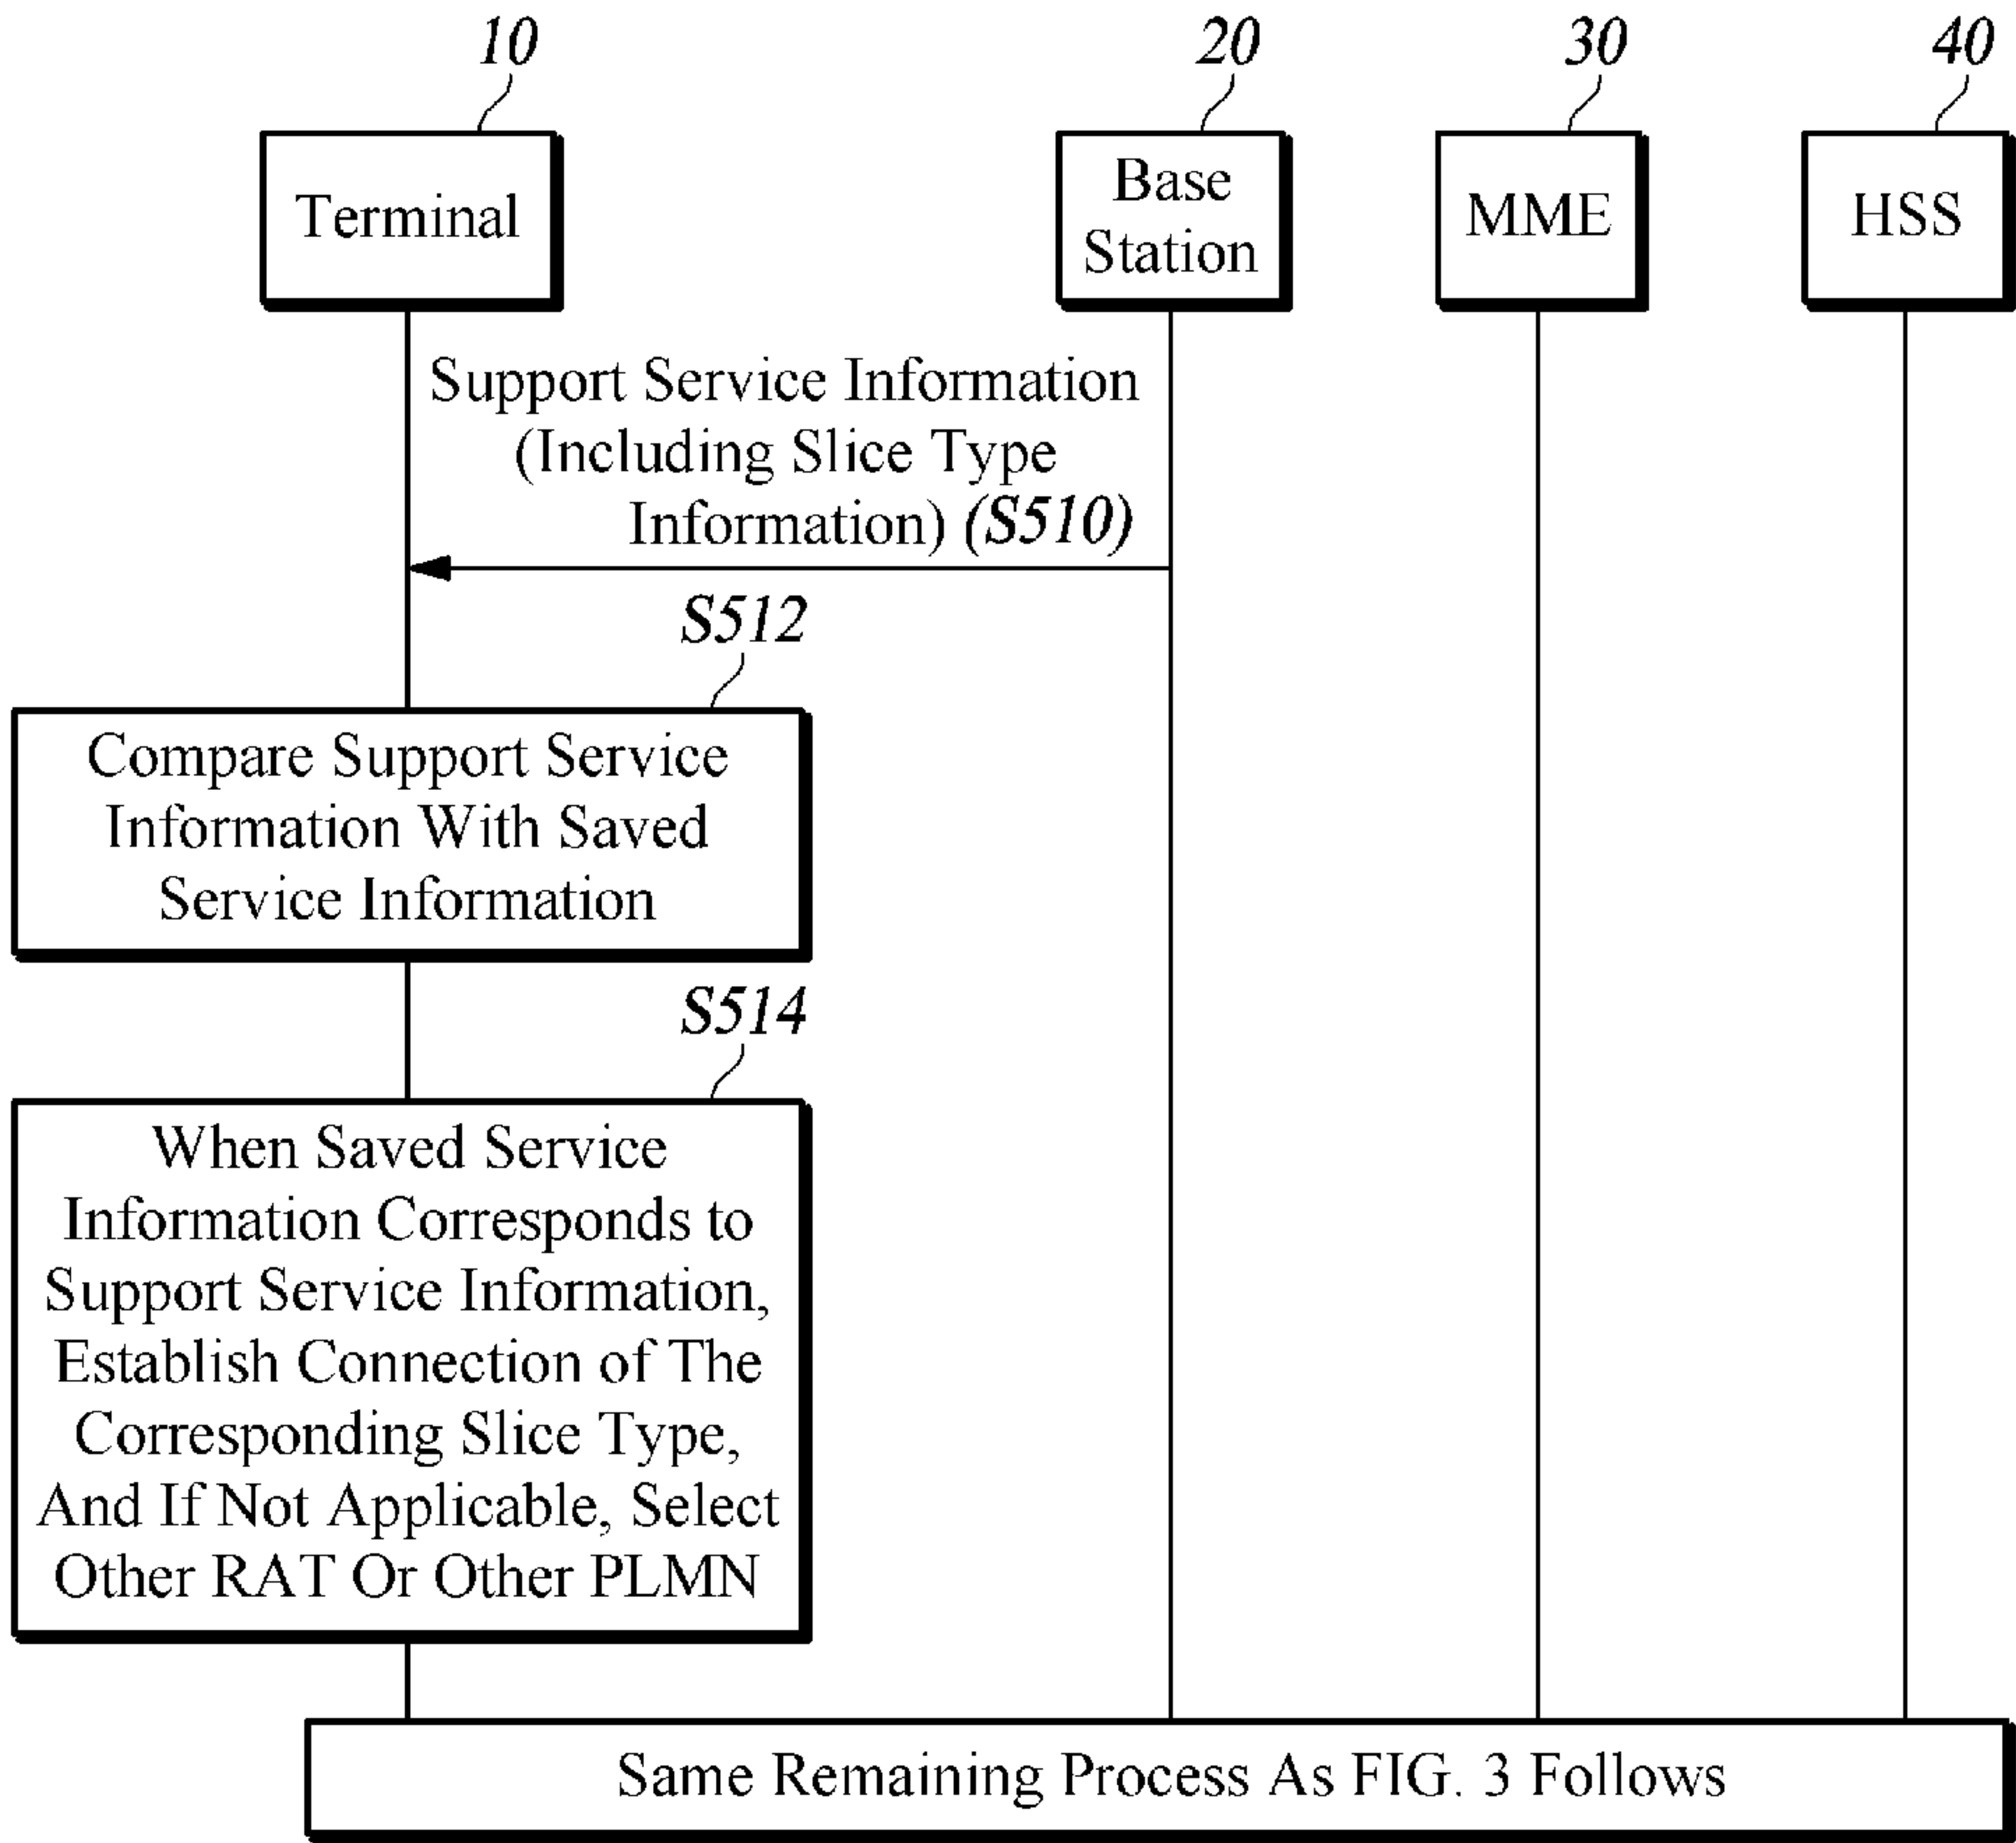 10
20
30
40
Terminal
Base
Station
MME
HSS
Support Service Information
(Including Slice Type
Information) (S510)
S512
Compare Support Service
Information With Saved
Service Information
S514
When Saved Service
Information Corresponds to
Support Service Information,
Establish Connection of The
Corresponding Slice Type,
And If Not Applicable, Select
Other RAT Or Other PLMN
Same Remaining Process As FIG. 3 Follows